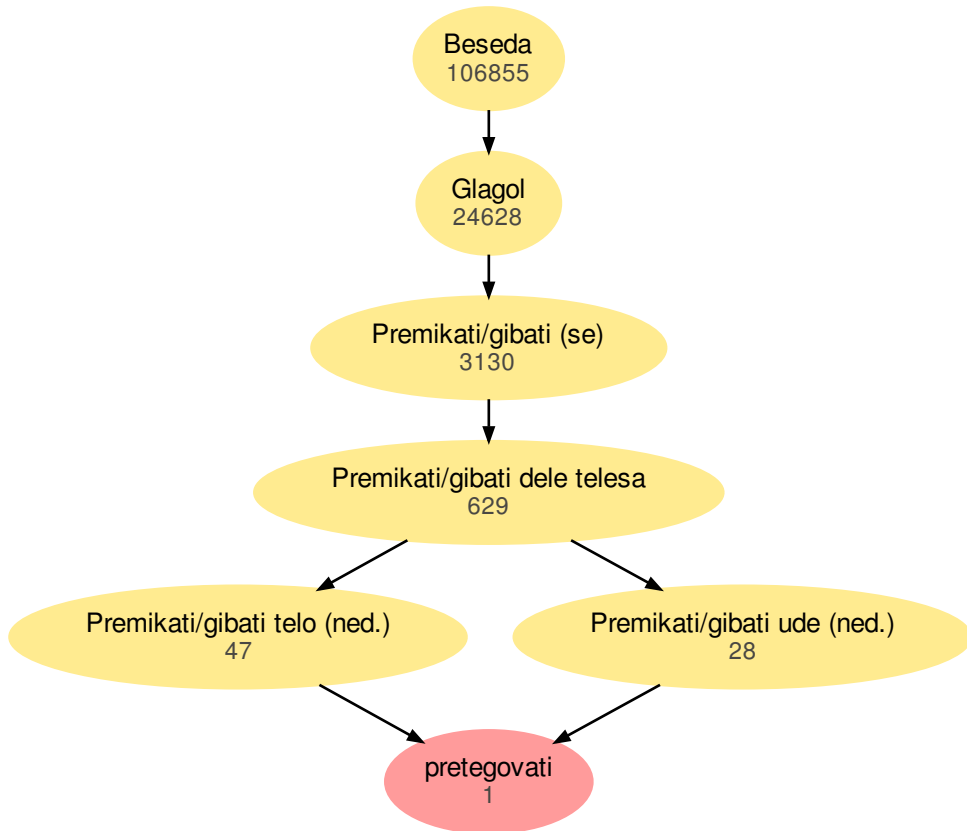 Beseda
106855
Glagol
24628
Premikati/gibati (se)
3130
Premikati/gibati dele telesa
629
Premikati/gibati telo (ned.)
47
Premikati/gibati ude (ned.)
28
pretegovati
1